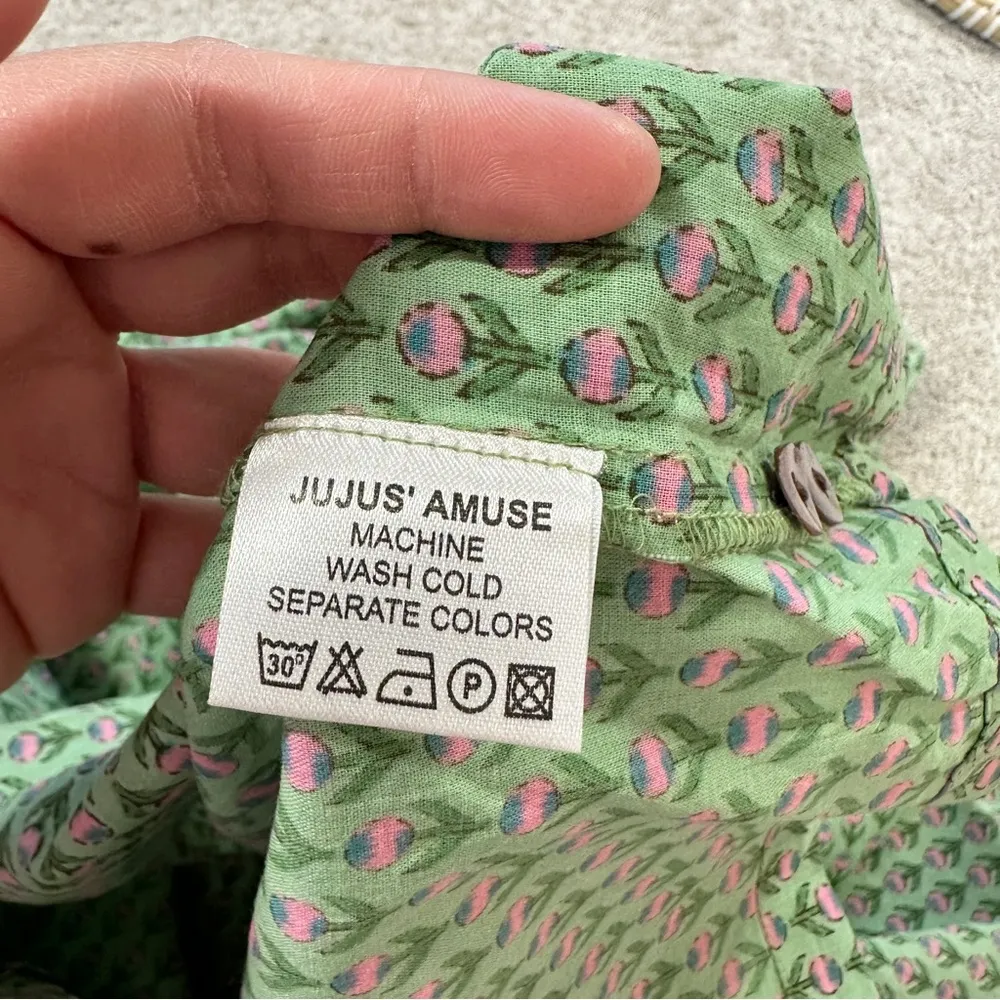 JUJUS' AMUSE
MACHINE
WASH COLD
SEPARATE COLORS
30° P